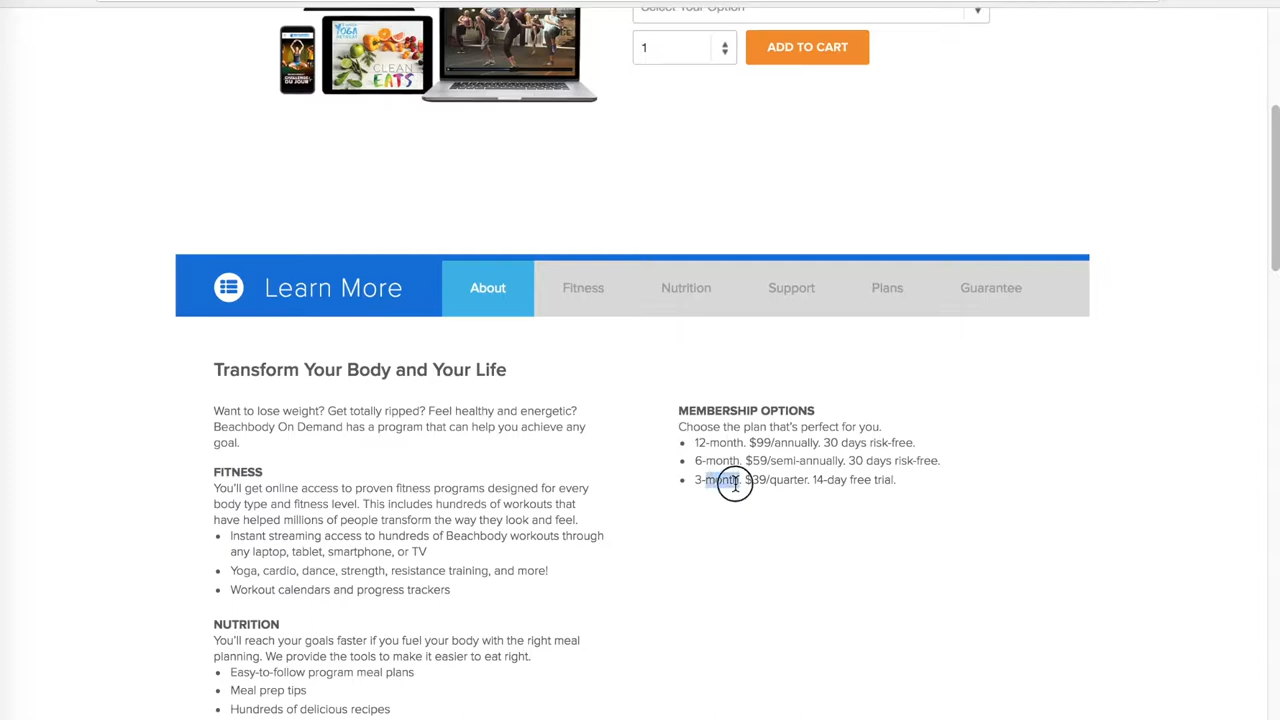 Select Your Option
1
ADD TO CART
YOGA
RETREAT
CLEAN
EATS
CHALLENGE
DU JOUR
Learn More
About
Fitness
Nutrition
Support
Plans
Guarantee
Transform Your Body and Your Life
Want to lose weight? Get totally ripped? Feel healthy and energetic?
Beachbody On Demand has a program that can help you achieve any
goal.
FITNESS
You'll get online access to proven fitness programs designed for every
body type and fitness level. This includes hundreds of workouts that
have helped millions of people transform the way they look and feel.
Instant streaming access to hundreds of Beachbody workouts through
any laptop, tablet, smartphone, or TV
Yoga, cardio, dance, strength, resistance training, and more!
Workout calendars and progress trackers
NUTRITION
You'll reach your goals faster if you fuel your body with the right meal
planning. We provide the tools to make it easier to eat right.
Easy-to-follow program meal plans
Meal prep tips
Hundreds of delicious recipes
MEMBERSHIP OPTIONS
Choose the plan that's perfect for you.
12-month. $99/annually. 30 days risk-free.
6-month. $59/semi-annually. 30 days risk-free.
3-month. $39/quarter. 14-day free trial.